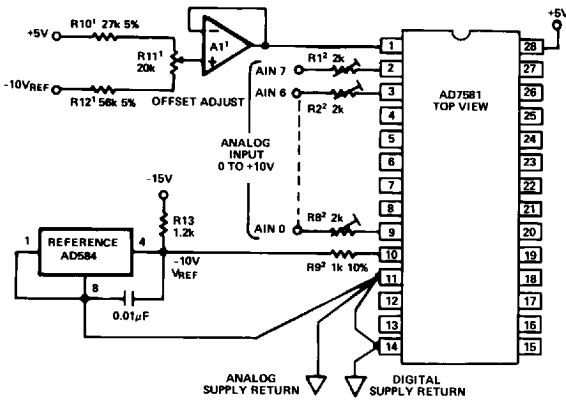 +5V
R10¹ 27k 5%
R11¹
20k
-10VREF
R12¹ 56k 5%
A1¹
OFFSET ADJUST
AIN 7
R1² 2k
AIN 6
R2² 2k
ANALOG
INPUT
0 TO +10V
AIN 0
R8² 2k
R9² 1k 10%
-15V
R13
1.2k
REFERENCE
AD584
1
4
8
-10V
VREF
0.01µF
ANALOG
SUPPLY RETURN
DIGITAL
SUPPLY RETURN
+5V
AD7581
TOP VIEW
1 28
2 27
3 26
4 25
5 24
6 23
7 22
8 21
9 20
10 19
11 18
12 17
13 16
14 15